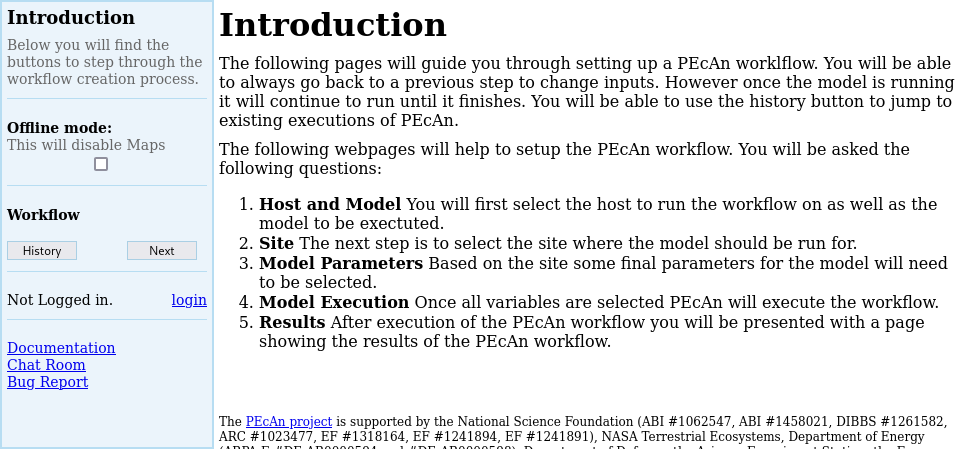 Introduction
Below you will find the
buttons to step through the
workflow creation process.
Offline mode:
This will disable Maps
Workflow
History Next
Not Logged in. login
Documentation
Chat Room
Bug Report
Introduction
The following pages will guide you through setting up a PEcAn worklflow. You will be able
to always go back to a previous step to change inputs. However once the model is running
it will continue to run until it finishes. You will be able to use the history button to jump to
existing executions of PEcAn.
The following webpages will help to setup the PEcAn workflow. You will be asked the
following questions:
1. Host and Model You will first select the host to run the workflow on as well as the
model to be exectuted.
2. Site The next step is to select the site where the model should be run for.
3. Model Parameters Based on the site some final parameters for the model will need
to be selected.
4. Model Execution Once all variables are selected PEcAn will execute the workflow.
5. Results After execution of the PEcAn workflow you will be presented with a page
showing the results of the PEcAn workflow.
The PEcAn project is supported by the National Science Foundation (ABI #1062547, ABI #1458021, DIBBS #1261582,
ARC #1023477, EF #1318164, EF #1241894, EF #1241891), NASA Terrestrial Ecosystems, Department of Energy